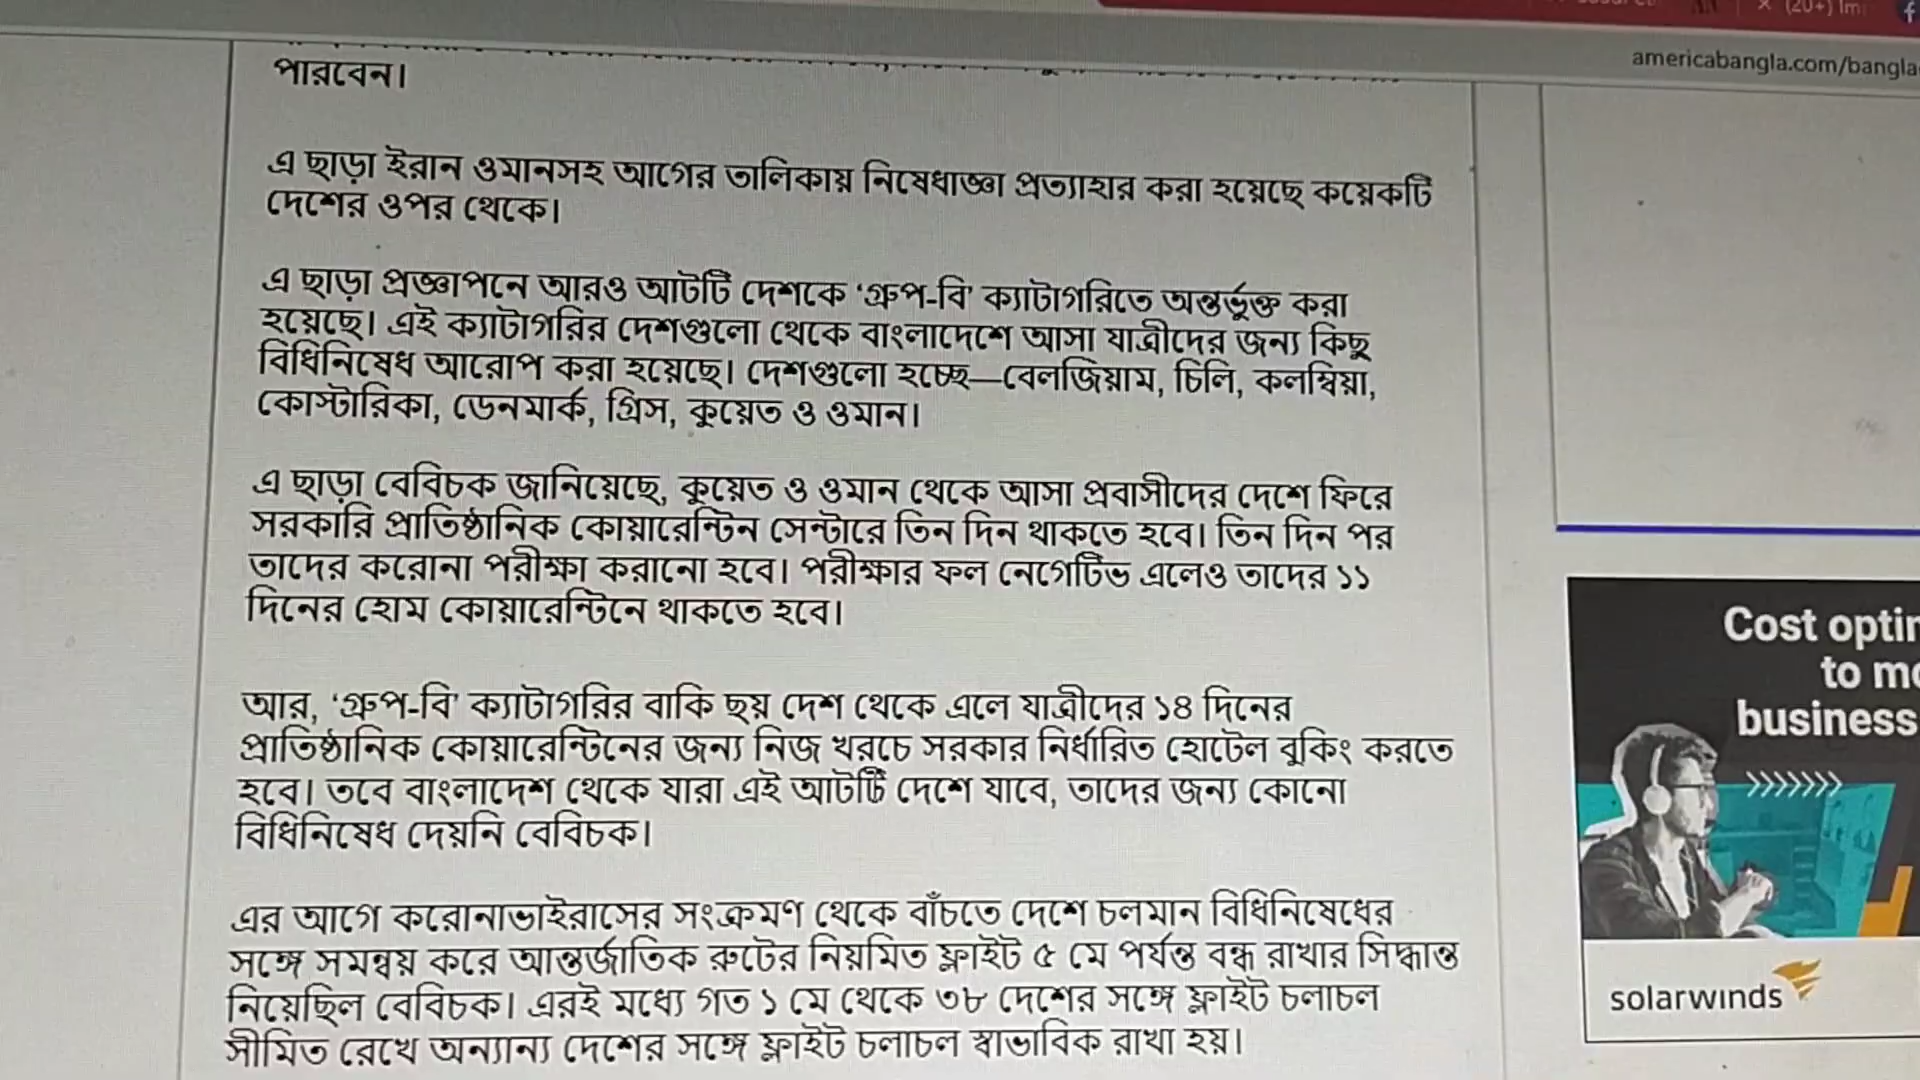 (20+) Im
americabangla.com/bangla
পারবেন।
এ ছাড়া ইরান ওমানসহ আগের তালিকায় নিষেধাজ্ঞা প্রত্যাহার করা হয়েছে কয়েকটি
দেশের ওপর থেকে।
এ ছাড়া প্রজ্ঞাপনে আরও আটটি দেশকে ‘গ্রুপ-বি’ ক্যাটাগরিতে অন্তর্ভুক্ত করা
হয়েছে। এই ক্যাটাগরির দেশগুলো থেকে বাংলাদেশে আসা যাত্রীদের জন্য কিছু
বিধিনিষেধ আরোপ করা হয়েছে। দেশগুলো হচ্ছে—বেলজিয়াম, চিলি, কলম্বিয়া,
কোস্টারিকা, ডেনমার্ক, গ্রিস, কুয়েত ও ওমান।
এ ছাড়া বেবিচক জানিয়েছে, কুয়েত ও ওমান থেকে আসা প্রবাসীদের দেশে ফিরে
সরকারি প্রাতিষ্ঠানিক কোয়ারেন্টিন সেন্টারে তিন দিন থাকতে হবে। তিন দিন পর
তাদের করোনা পরীক্ষা করানো হবে। পরীক্ষার ফল নেগেটিভ এলেও তাদের ১১
দিনের হোম কোয়ারেন্টিনে থাকতে হবে।
আর, ‘গ্রুপ-বি’ ক্যাটাগরির বাকি ছয় দেশ থেকে এলে যাত্রীদের ১৪ দিনের
প্রাতিষ্ঠানিক কোয়ারেন্টিনের জন্য নিজ খরচে সরকার নির্ধারিত হোটেল বুকিং করতে
হবে। তবে বাংলাদেশ থেকে যারা এই আটটি দেশে যাবে, তাদের জন্য কোনো
বিধিনিষেধ দেয়নি বেবিচক।
এর আগে করোনাভাইরাসের সংক্রমণ থেকে বাঁচতে দেশে চলমান বিধিনিষেধের
সঙ্গে সমন্বয় করে আন্তর্জাতিক রুটের নিয়মিত ফ্লাইট ৫ মে পর্যন্ত বন্ধ রাখার সিদ্ধান্ত
নিয়েছিল বেবিচক। এরই মধ্যে গত ১ মে থেকে ৩৮ দেশের সঙ্গে ফ্লাইট চলাচল
সীমিত রেখে অন্যান্য দেশের সঙ্গে ফ্লাইট চলাচল স্বাভাবিক রাখা হয়।
Cost optim
to mo
business
solarwinds